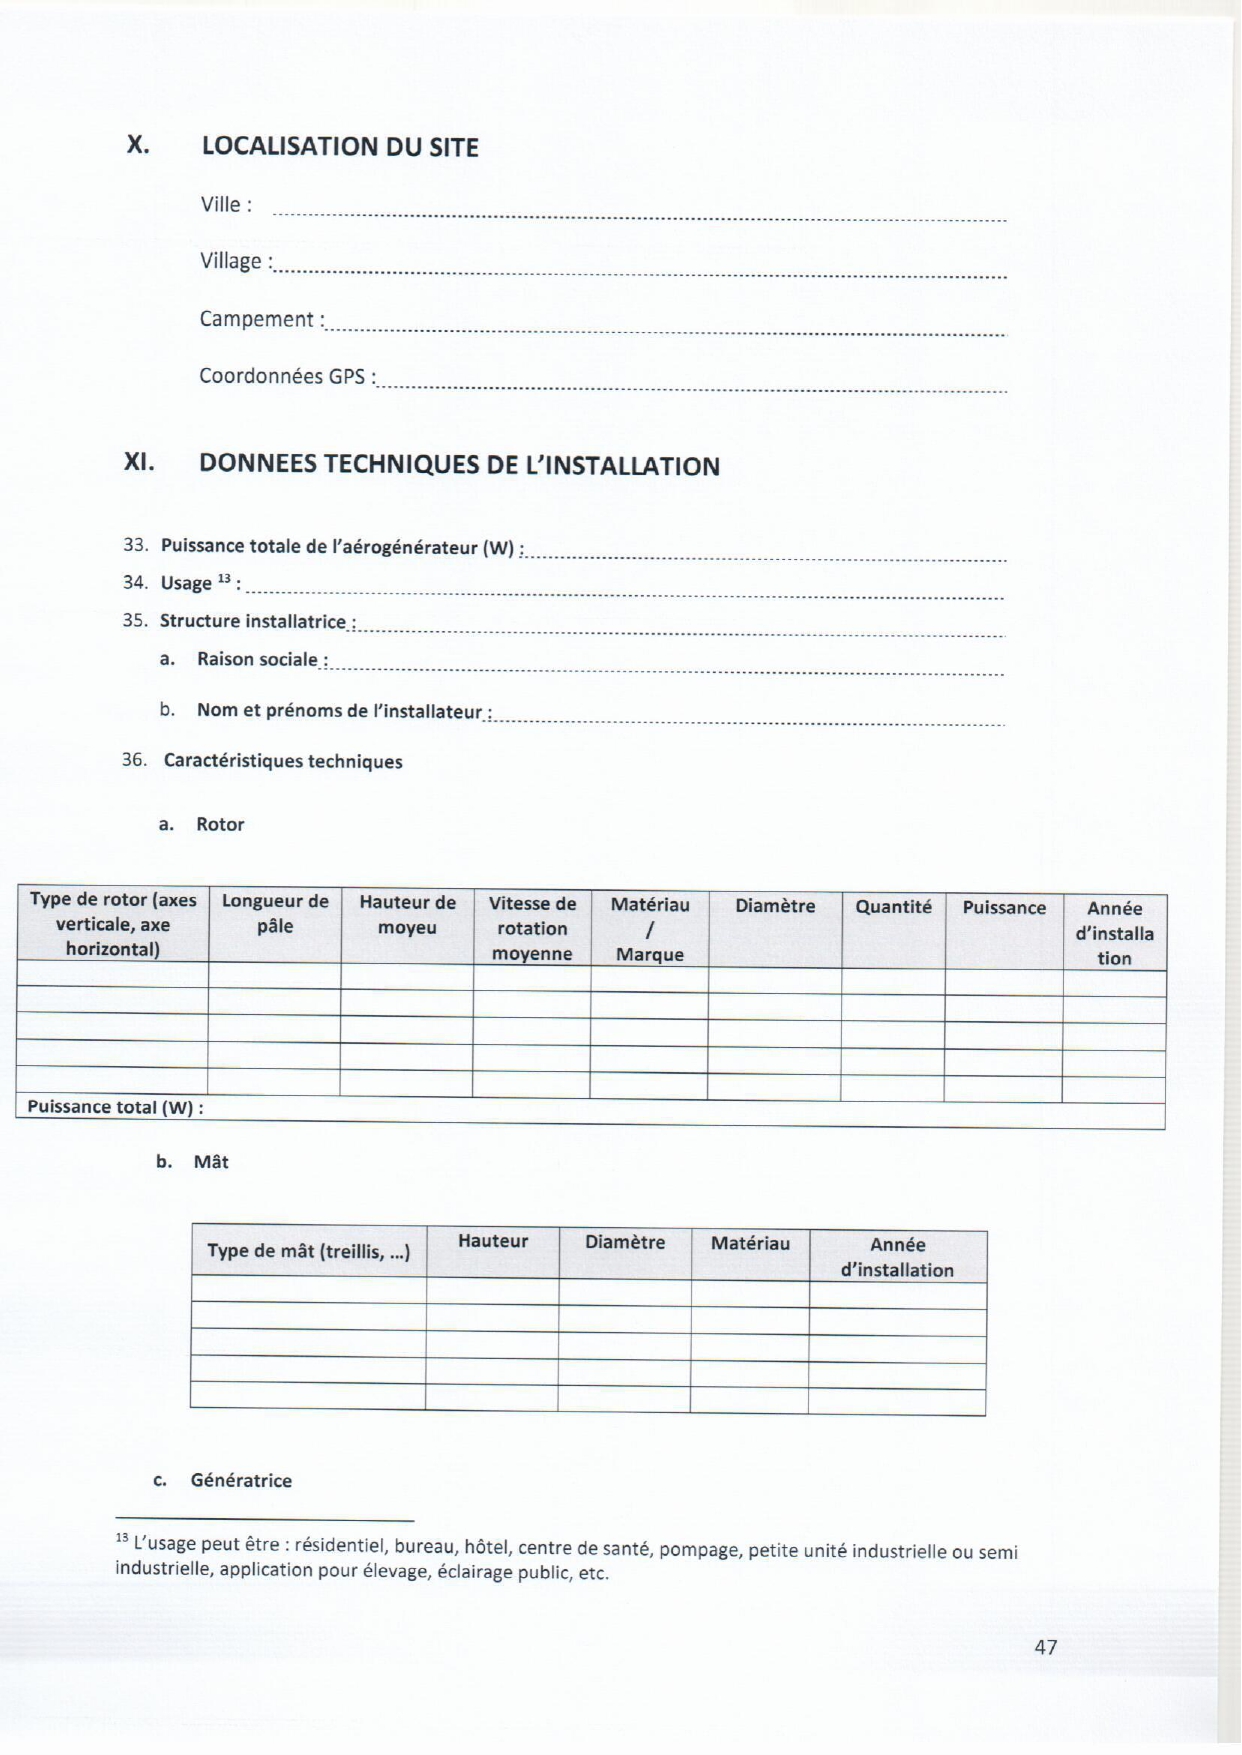 X. LOCALISATION DU SITE
Ville :
Village :
Campement :
Coordonnées GPS :
XI. DONNEES TECHNIQUES DE L'INSTALLATION
33. Puissance totale de l'aérogénérateur (W) :
34. Usage ¹³ :
35. Structure installatrice :
a. Raison sociale :
b. Nom et prénoms de l'installateur :
36. Caractéristiques techniques
a. Rotor
Type de rotor (axes verticale, axe horizontal) Longueur de pâle Hauteur de moyeu Vitesse de rotation moyenne Matériau / Marque Diamètre Quantité Puissance Année d'installa tion
Puissance total (W) :
b. Mât
Type de mât (treillis, ...) Hauteur Diamètre Matériau Année d'installation
c. Génératrice
¹³ L'usage peut être : résidentiel, bureau, hôtel, centre de santé, pompage, petite unité industrielle ou semi
industrielle, application pour élevage, éclairage public, etc.
47